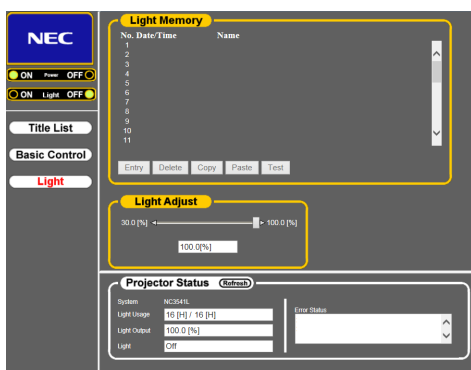 NEC
ON Power OFF
ON Light OFF
Title List
Basic Control
Light
Light Memory
No. Date/Time Name
1
2
3
4
5
6
7
8
9
10
11
Entry Delete Copy Paste Test
Light Adjust
30.0 [%] 100.0 [%]
100.0[%]
Projector Status Refresh
System NC3541L
Light Usage 16 [H] / 16 [H]
Light Output 100.0 [%]
Light Off
Error Status